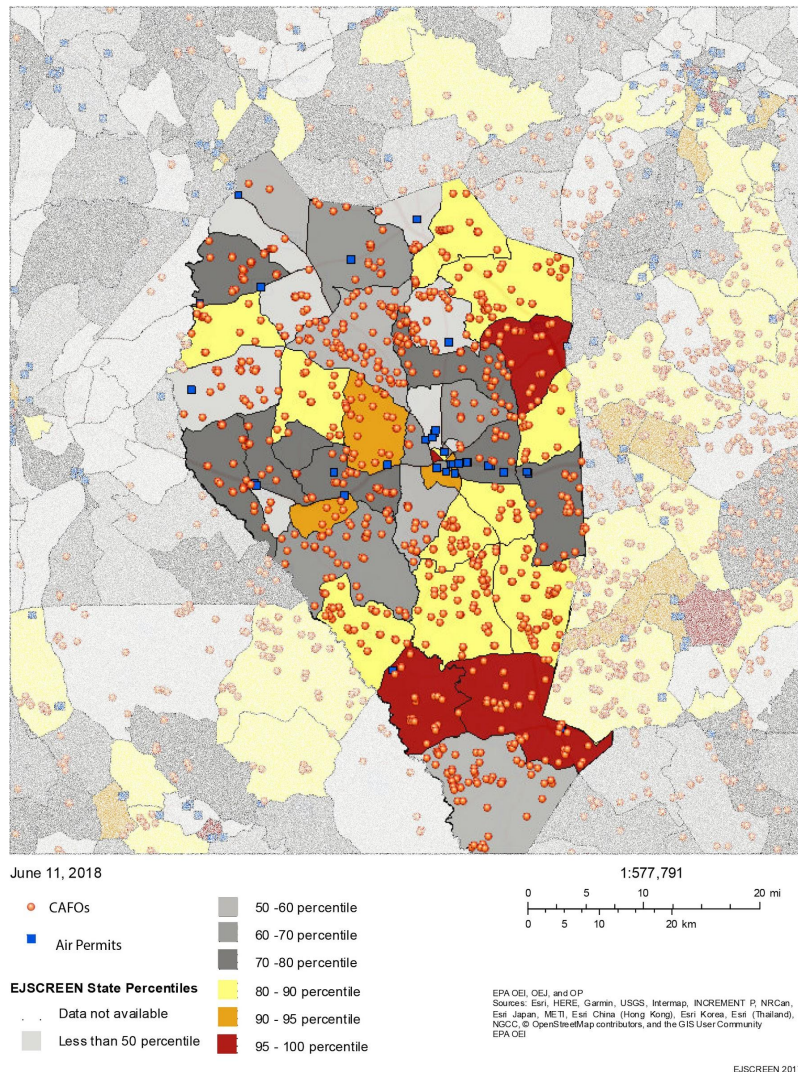 June 11, 2018
1:577,791
0 5 10 20 mi
0 5 10 20 km
CAFOs
Air Permits
EJSCREEN State Percentiles
Data not available
Less than 50 percentile
50 -60 percentile
60 -70 percentile
70 -80 percentile
80 - 90 percentile
90 - 95 percentile
95 - 100 percentile
EPA OEI, OEJ, and OP
Sources: Esri, HERE, Garmin, USGS, Intermap, INCREMENT P, NRCan,
Esri Japan, METI, Esri China (Hong Kong), Esri Korea, Esri (Thailand),
NGCC, © OpenStreetMap contributors, and the GIS User Community
EPA OEI
EJSCREEN 201